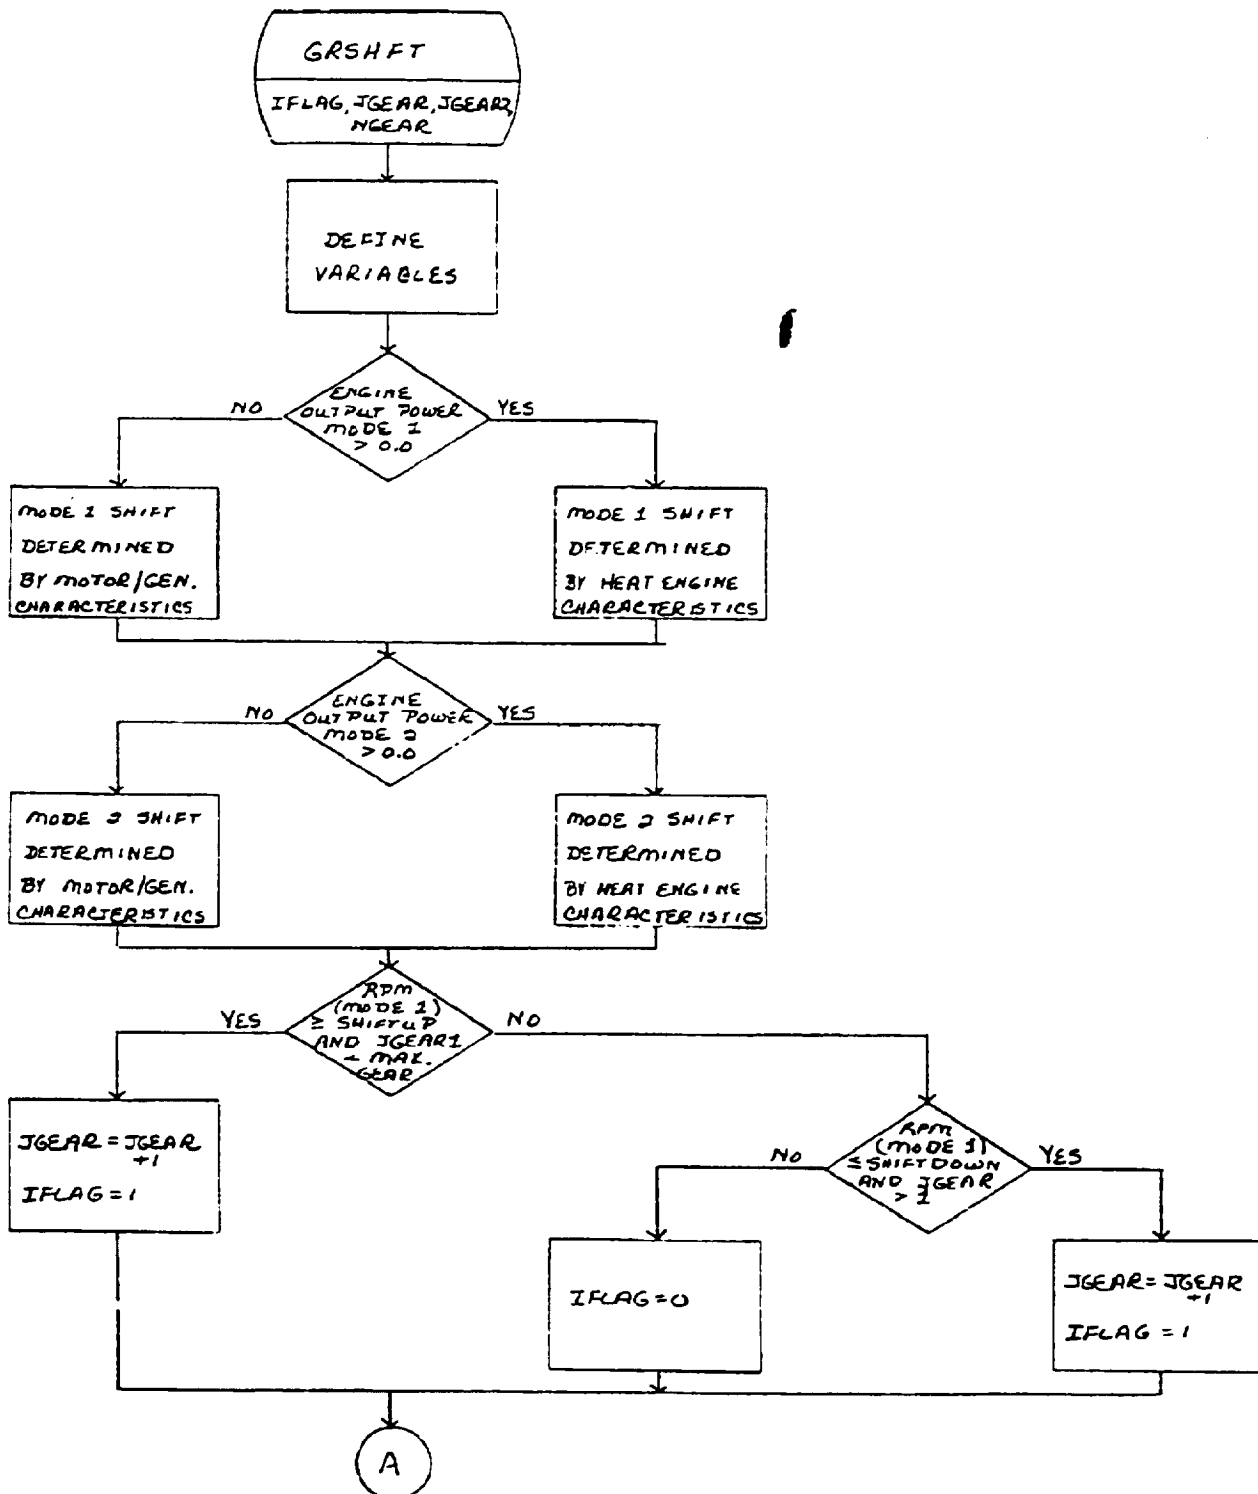 GRSHFT
IFLAG, JGEAR, JGEAR2,
NGEAR
DEFINE
VARIABLES
ENGINE
OUTPUT POWER
MODE 1
> 0.0
NO
YES
MODE 1 SHIFT
DETERMINED
BY MOTOR/GEN.
CHARACTERISTICS
MODE 1 SHIFT
DETERMINED
BY HEAT ENGINE
CHARACTERISTICS
ENGINE
OUTPUT POWER
MODE 2
> 0.0
NO
YES
MODE 2 SHIFT
DETERMINED
BY MOTOR/GEN.
CHARACTERISTICS
MODE 2 SHIFT
DETERMINED
BY HEAT ENGINE
CHARACTERISTICS
RPM
(MODE 1)
≥ SHIFT UP
AND JGEAR1
MAX.
GEAR
YES
NO
JGEAR = JGEAR
+1
IFLAG = 1
RPM
(MODE 1)
≤ SHIFT DOWN
AND JGEAR
> 1
NO
YES
IFLAG = 0
JGEAR = JGEAR
+1
IFLAG = 1
A